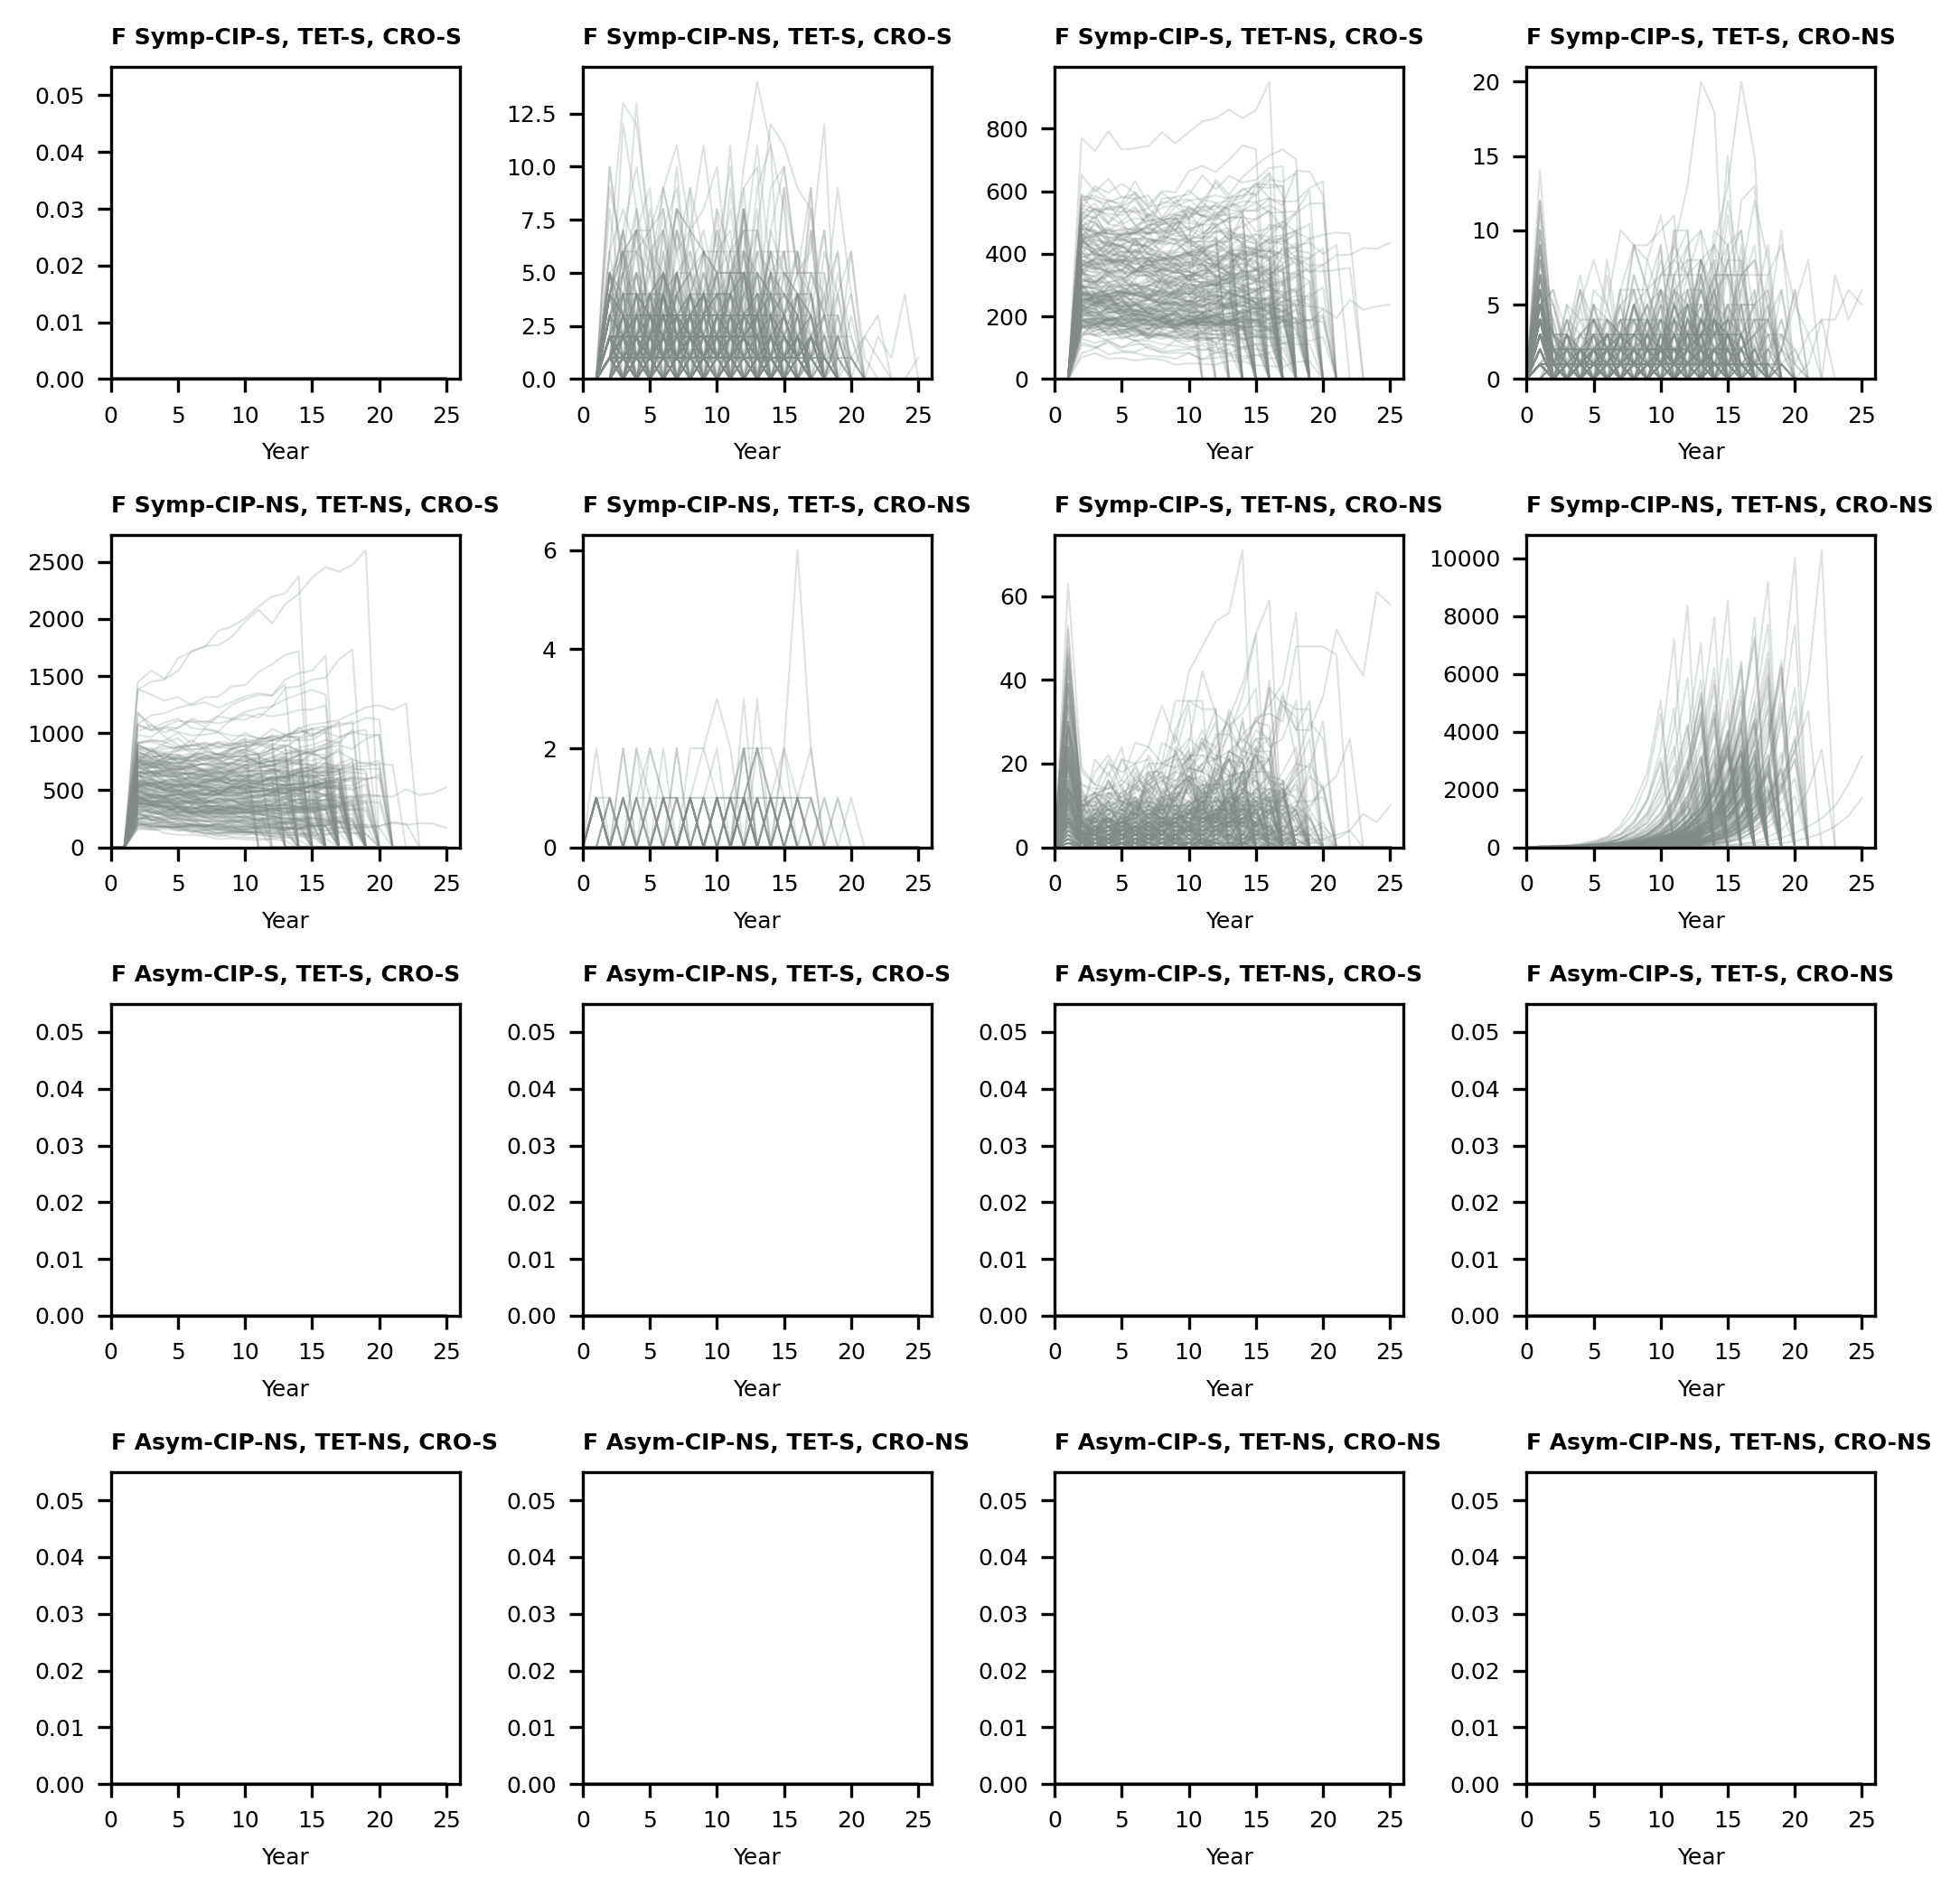 F Symp-CIP-S, TET-S, CRO-S
0.05
0.04
0.03
0.02
0.01
0.00
0 5 10 15 20 25
Year
F Symp-CIP-NS, TET-S, CRO-S
12.5
10.0
7.5
5.0
2.5
0.0
0 5 10 15 20 25
Year
F Symp-CIP-S, TET-NS, CRO-S
800
600
400
200
0
0 5 10 15 20 25
Year
F Symp-CIP-S, TET-S, CRO-NS
20
15
10
5
0
0 5 10 15 20 25
Year
F Symp-CIP-NS, TET-NS, CRO-S
2500
2000
1500
1000
500
0
0 5 10 15 20 25
Year
F Symp-CIP-NS, TET-S, CRO-NS
6
4
2
0
0 5 10 15 20 25
Year
F Symp-CIP-S, TET-NS, CRO-NS
60
40
20
0
0 5 10 15 20 25
Year
F Symp-CIP-NS, TET-NS, CRO-NS
10000
8000
6000
4000
2000
0
0 5 10 15 20 25
Year
F Asym-CIP-S, TET-S, CRO-S
0.05
0.04
0.03
0.02
0.01
0.00
0 5 10 15 20 25
Year
F Asym-CIP-NS, TET-S, CRO-S
0.05
0.04
0.03
0.02
0.01
0.00
0 5 10 15 20 25
Year
F Asym-CIP-S, TET-NS, CRO-S
0.05
0.04
0.03
0.02
0.01
0.00
0 5 10 15 20 25
Year
F Asym-CIP-S, TET-S, CRO-NS
0.05
0.04
0.03
0.02
0.01
0.00
0 5 10 15 20 25
Year
F Asym-CIP-NS, TET-NS, CRO-S
0.05
0.04
0.03
0.02
0.01
0.00
0 5 10 15 20 25
Year
F Asym-CIP-NS, TET-S, CRO-NS
0.05
0.04
0.03
0.02
0.01
0.00
0 5 10 15 20 25
Year
F Asym-CIP-S, TET-NS, CRO-NS
0.05
0.04
0.03
0.02
0.01
0.00
0 5 10 15 20 25
Year
F Asym-CIP-NS, TET-NS, CRO-NS
0.05
0.04
0.03
0.02
0.01
0.00
0 5 10 15 20 25
Year